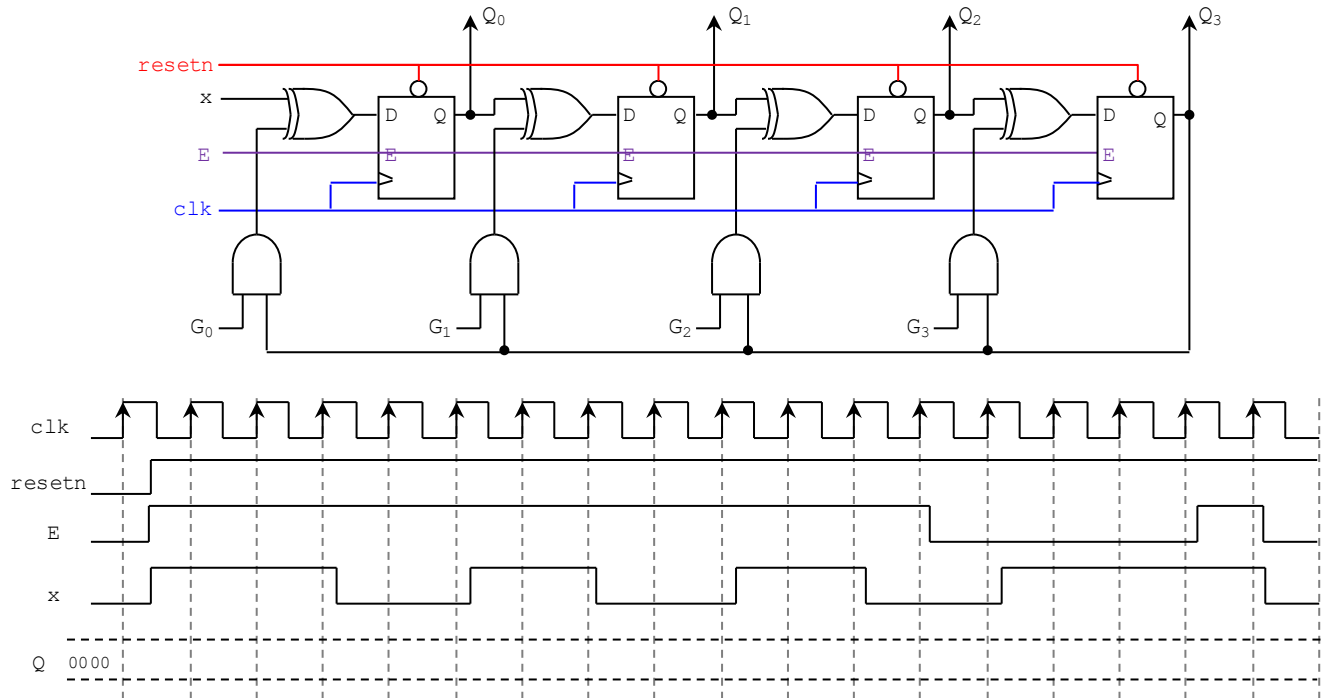 Q₀ Q₁ Q₂ Q₃
resetn
x
D Q D Q D Q D Q
E E E E E
clk
G₀ G₁ G₂ G₃
clk
resetn
E
x
Q 0000